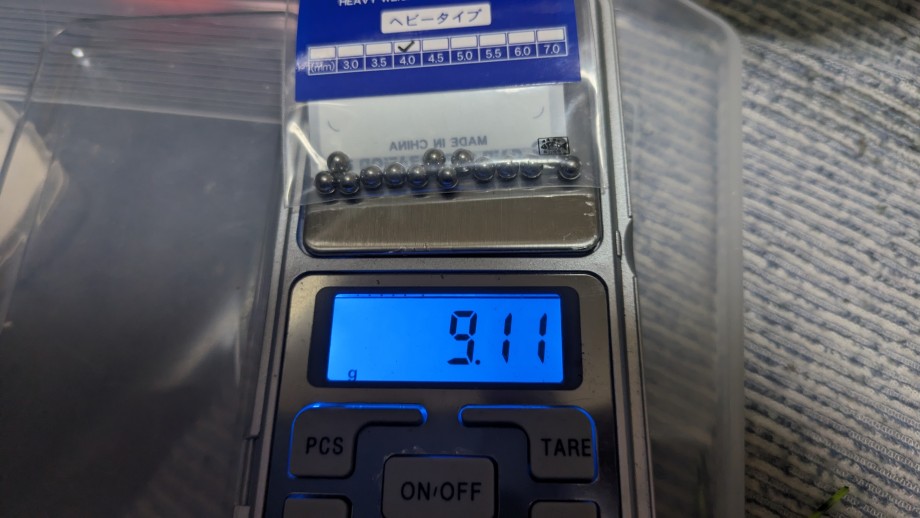 ヘビータイプ
✓
(mm) 3.0 3.5 4.0 4.5 5.0 5.5 6.0 7.0
MADE IN CHINA
9.11
g
PCS
TARE
ON/OFF